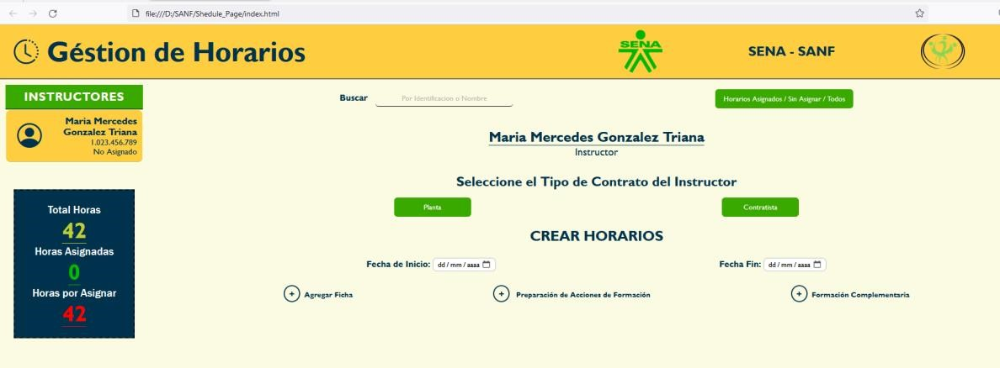 file:///D:/SANF/Shedule_Page/index.html
Géstion de Horarios
SENA
SENA - SANF
INSTRUCTORES
Maria Mercedes
Gonzalez Triana
1.023.456.789
No Asignado
Total Horas
42
Horas Asignadas
0
Horas por Asignar
42
Buscar Por Identificacion o Nombre
Horarios Asignados / Sin Asignar / Todos
Maria Mercedes Gonzalez Triana
Instructor
Seleccione el Tipo de Contrato del Instructor
Planta Contratista
CREAR HORARIOS
Fecha de Inicio: dd / mm / aaaa Fecha Fin: dd / mm / aaaa
+ Agregar Ficha + Preparación de Acciones de Formación + Formación Complementaria